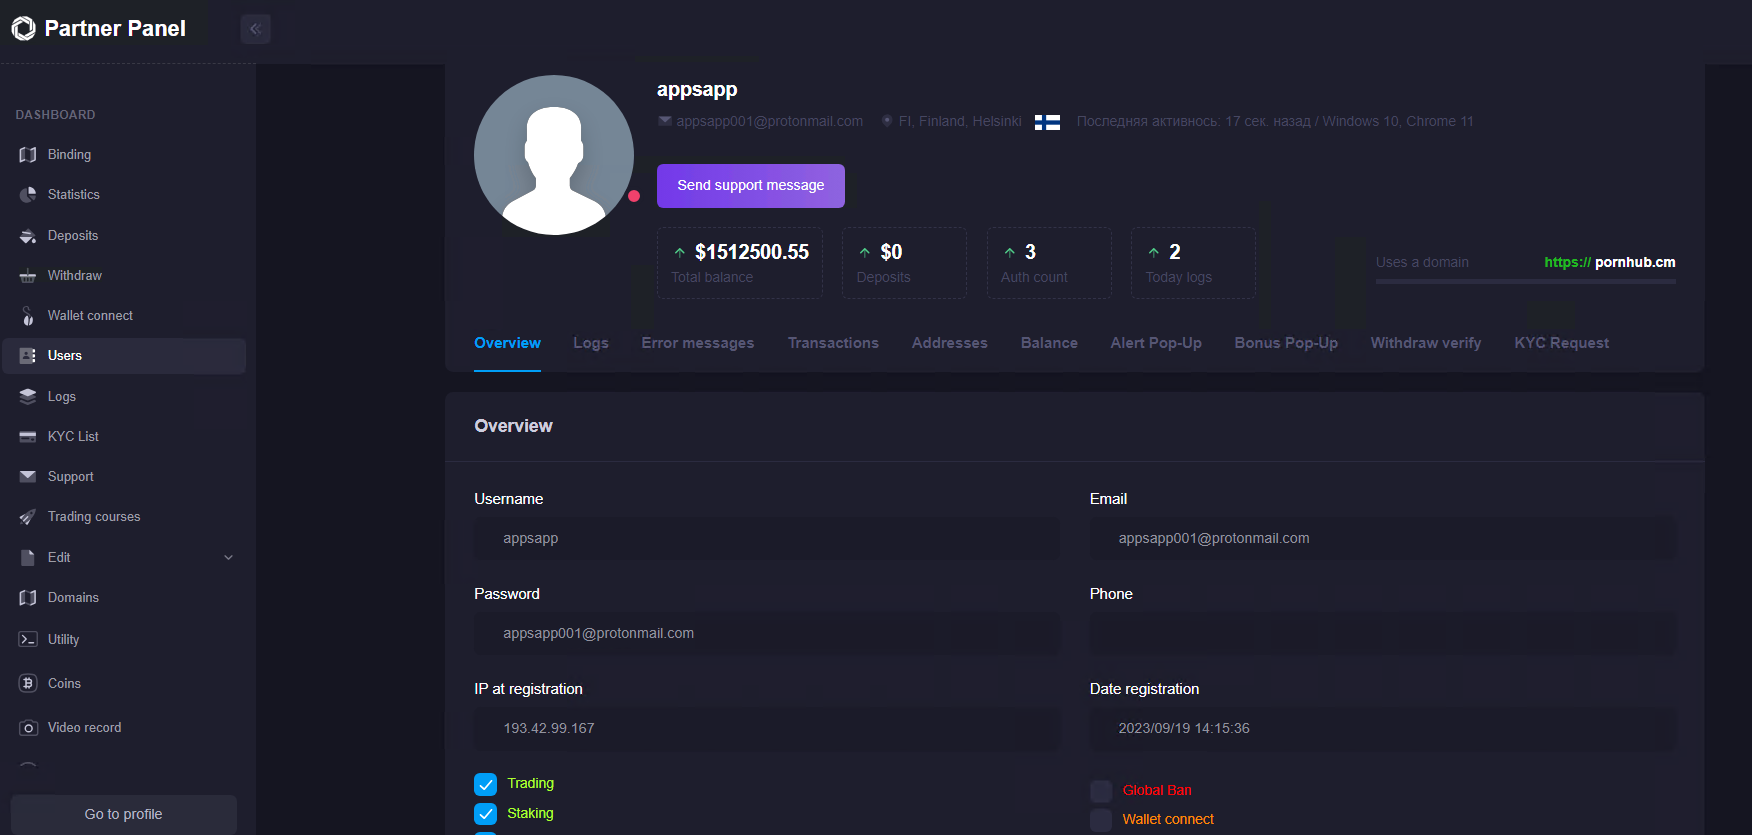 Partner Panel
DASHBOARD
Binding
Statistics
Deposits
Withdraw
Wallet connect
Users
Logs
KYC List
Support
Trading courses
Edit
Domains
Utility
Coins
Video record
Go to profile
appsapp
appsapp001@protonmail.com FI, Finland, Helsinki Последняя активнось: 17 сек. назад / Windows 10, Chrome 11
Send support message
$1512500.55
Total balance
$0
Deposits
3
Auth count
2
Today logs
Uses a domain https:// pornhub.cm
Overview Logs Error messages Transactions Addresses Balance Alert Pop-Up Bonus Pop-Up Withdraw verify KYC Request
Overview
Username
appsapp
Email
appsapp001@protonmail.com
Password
appsapp001@protonmail.com
Phone
IP at registration
193.42.99.167
Date registration
2023/09/19 14:15:36
Trading
Staking
Global Ban
Wallet connect